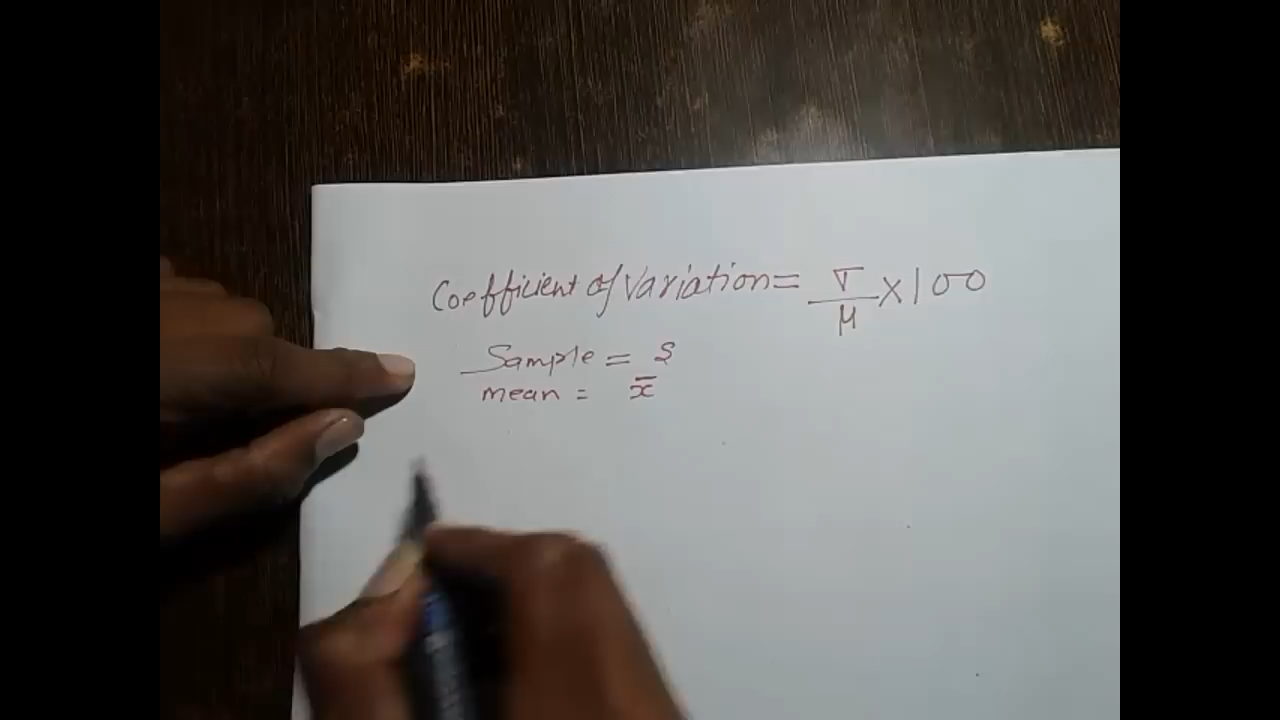 Coefficient of Variation = σ/μ × 100
Sample = S
mean = x̄